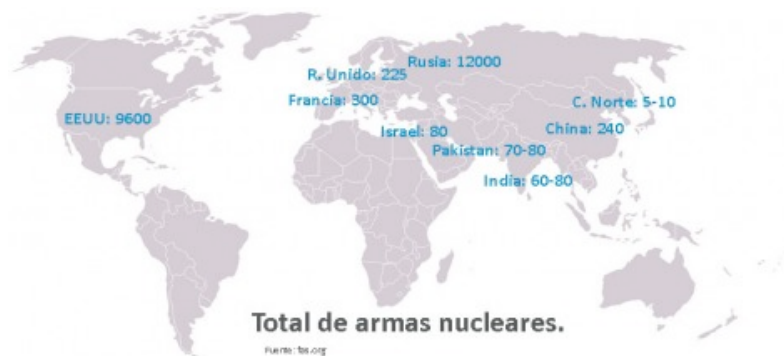 Rusia: 12000
R. Unido: 225
Francia: 300
C. Norte: 5-10
EEUU: 9600
China: 240
Israel: 80
Pakistan: 70-80
India: 60-80
Total de armas nucleares.
Fuente: fas.org